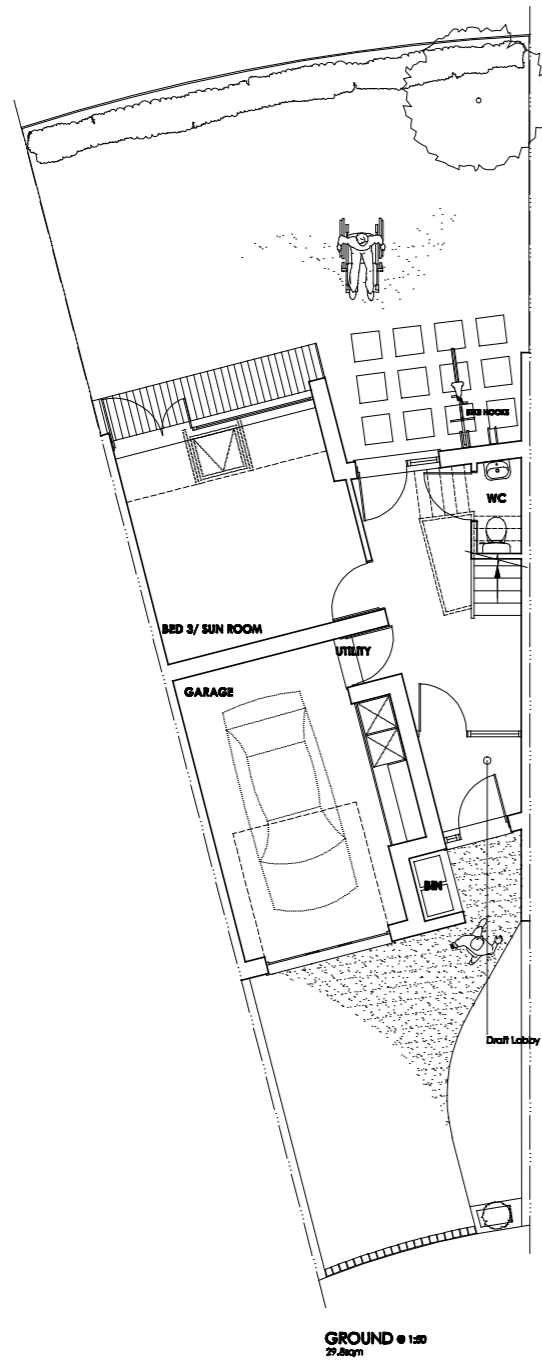 BIKE HOOKS
WC
BED 3/ SUN ROOM
UTILITY
GARAGE
BIN
Draft Lobby
GROUND @ 1:50
29.8sqm